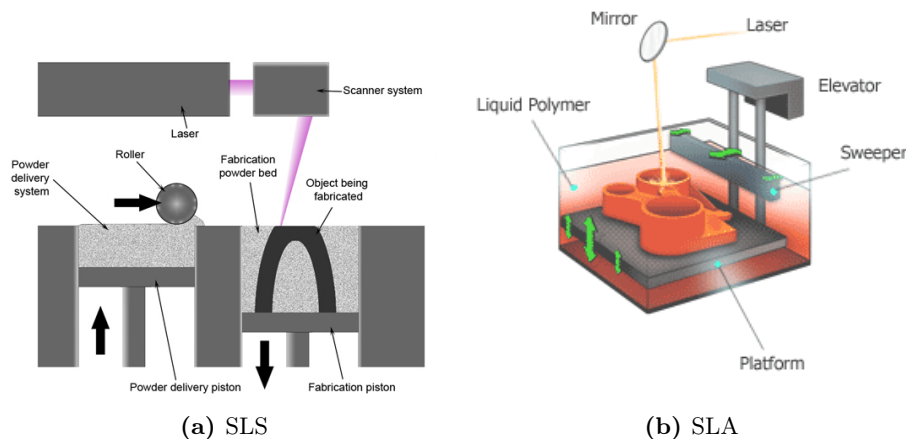 Scanner system
Laser
Roller
Powder
delivery
system
Fabrication
powder bed
Object being
fabricated
Powder delivery piston
Fabrication piston
(a) SLS
Mirror
Laser
Elevator
Liquid Polymer
Sweeper
Platform
(b) SLA